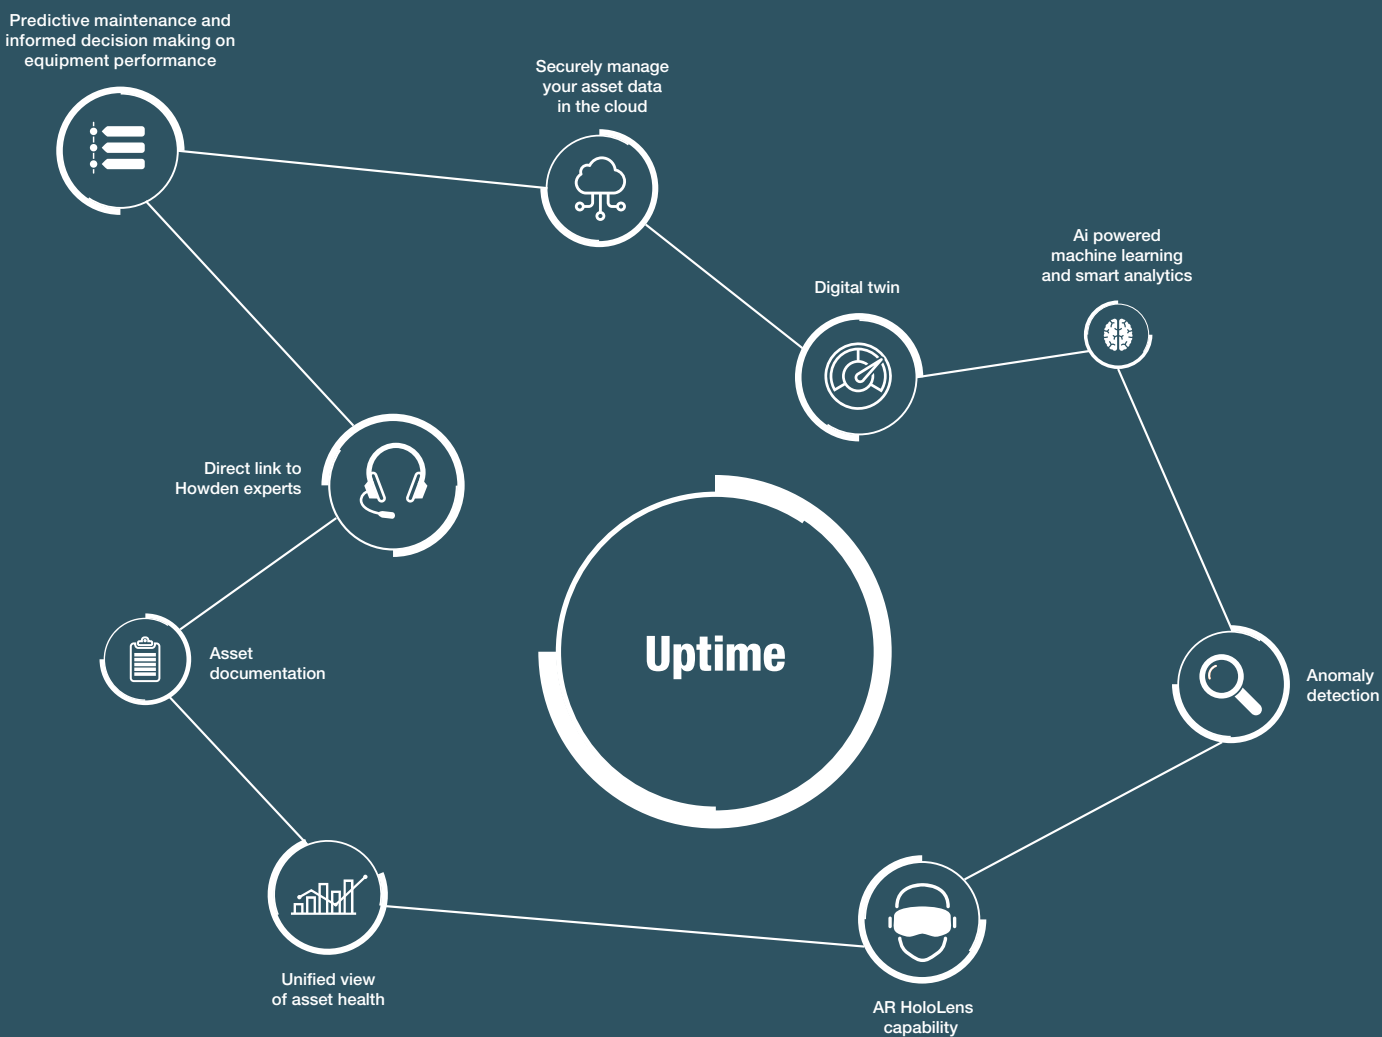 Predictive maintenance and
informed decision making on
equipment performance
Securely manage
your asset data
in the cloud
Ai powered
machine learning
and smart analytics
Digital twin
Direct link to
Howden experts
Uptime
Asset
documentation
Anomaly
detection
Unified view
of asset health
AR HoloLens
capability